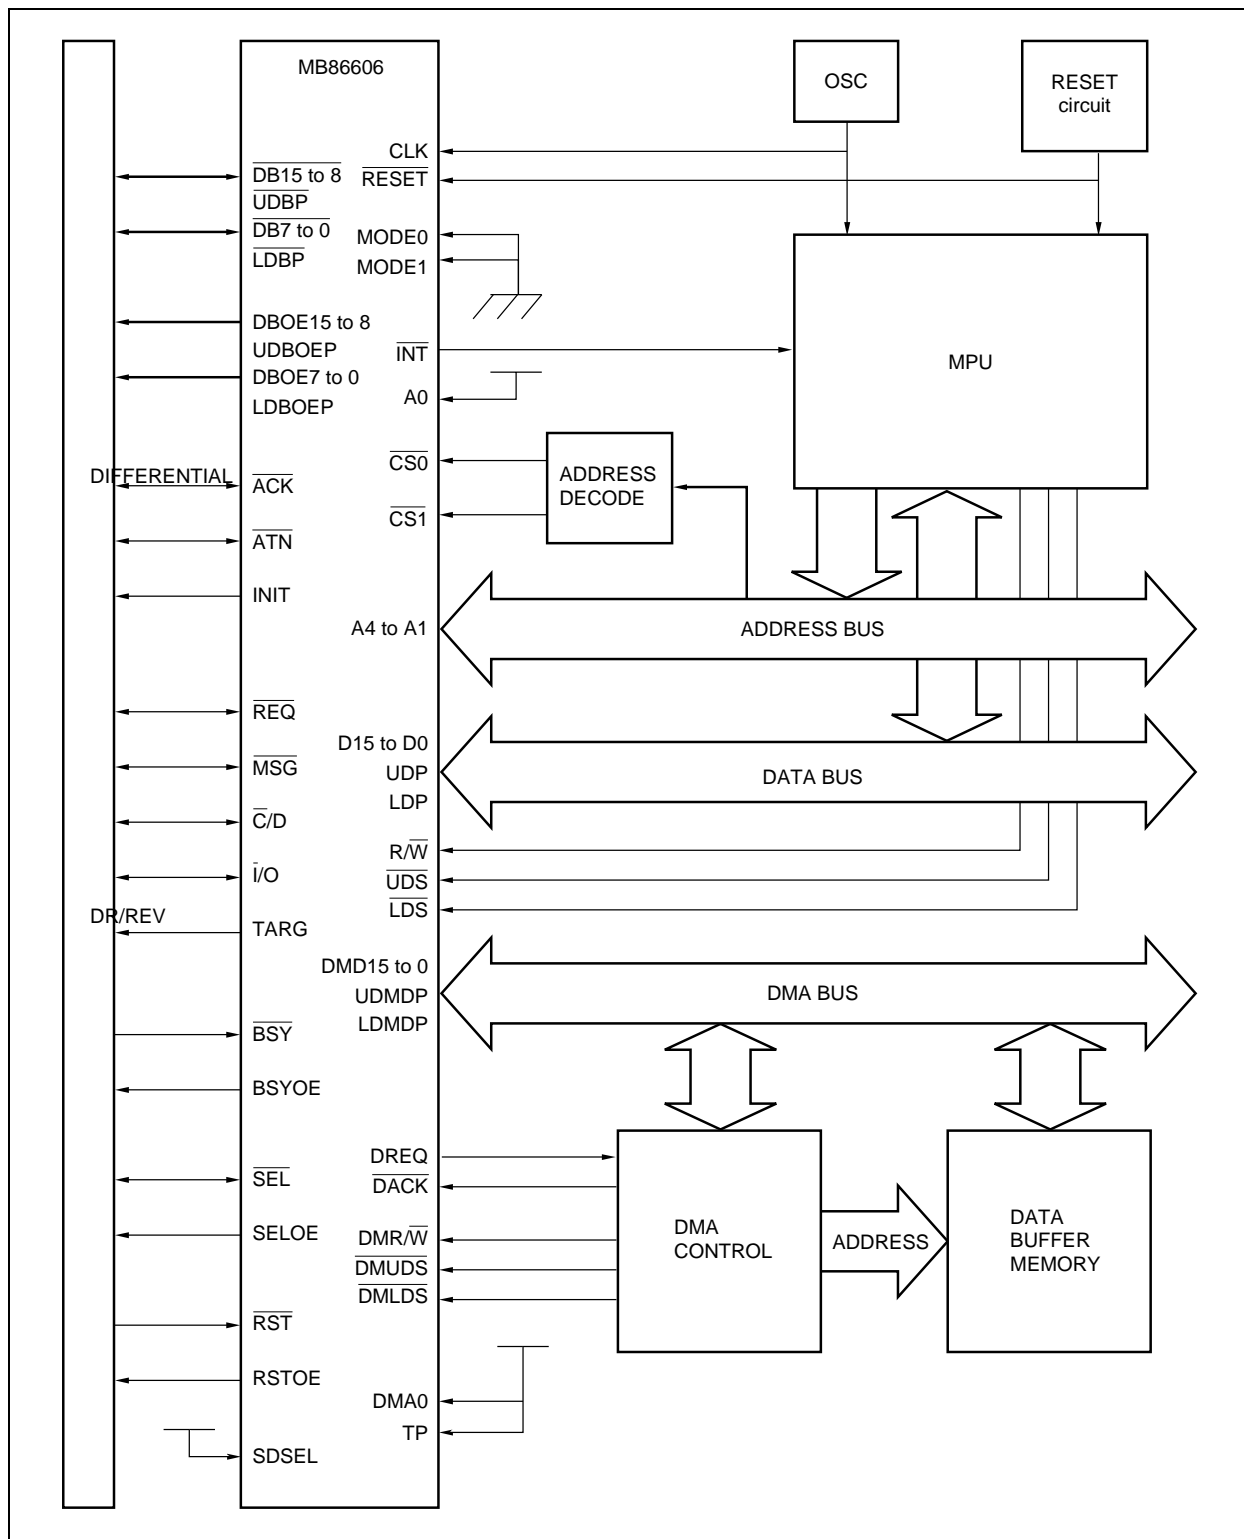 MB86606
OSC
RESET
circuit
CLK
RESET
DB15 to 8
UDBP
DB7 to 0
LDBP
MODE0
MODE1
DBOE15 to 8
UDBOEP
DBOE7 to 0
LDBOEP
INT
A0
MPU
DIFFERENTIAL
ACK
ATN
INIT
CS0
CS1
ADDRESS
DECODE
A4 to A1
ADDRESS BUS
REQ
MSG
C/D
I/O
DR/REV
TARG
D15 to D0
UDP
LDP
DATA BUS
R/W
UDS
LDS
DMD15 to 0
UDMDP
LDMDP
DMA BUS
BSY
BSYOE
SEL
SELOE
RST
RSTOE
SDSEL
DREQ
DACK
DMR/W
DMUDS
DMLDS
DMA0
TP
DMA
CONTROL
ADDRESS
DATA
BUFFER
MEMORY